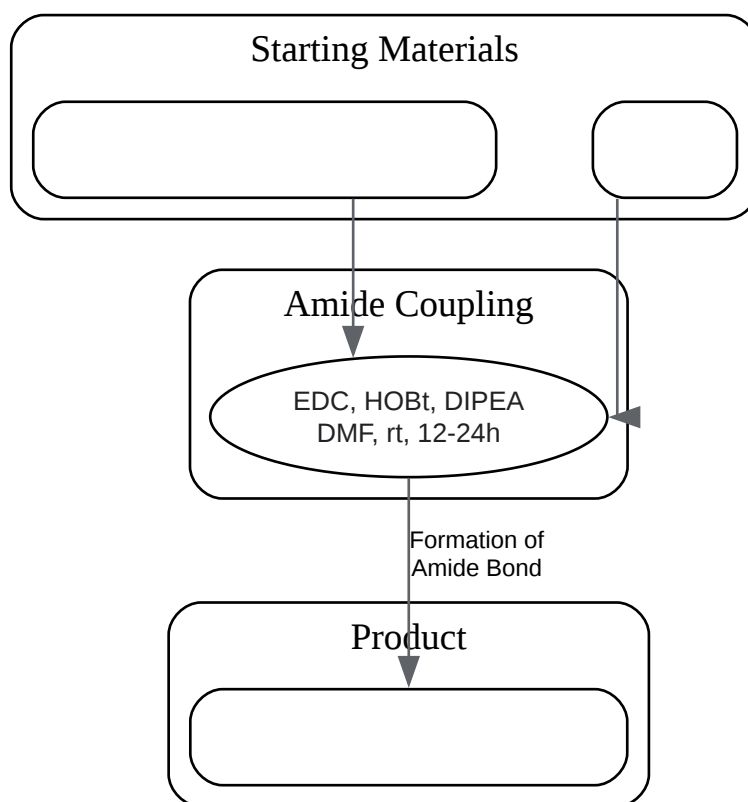 Starting Materials
Amide Coupling
EDC, HOBt, DIPEA
DMF, rt, 12-24h
Formation of
Amide Bond
Product